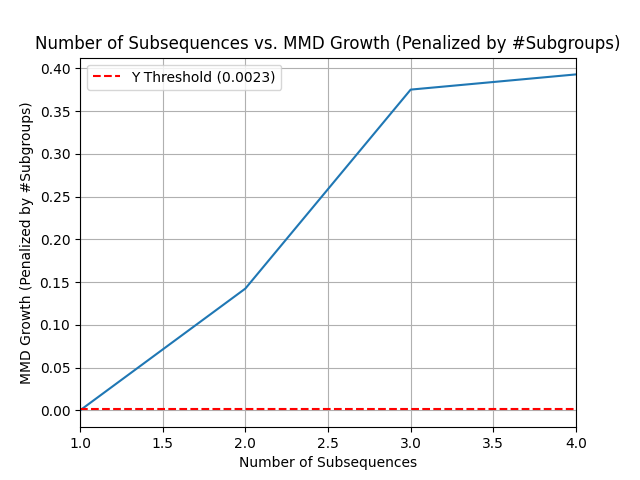 Number of Subsequences vs. MMD Growth (Penalized by #Subgroups)
Y Threshold (0.0023)
MMD Growth (Penalized by #Subgroups)
0.40
0.35
0.30
0.25
0.20
0.15
0.10
0.05
0.00
1.0 1.5 2.0 2.5 3.0 3.5 4.0
Number of Subsequences